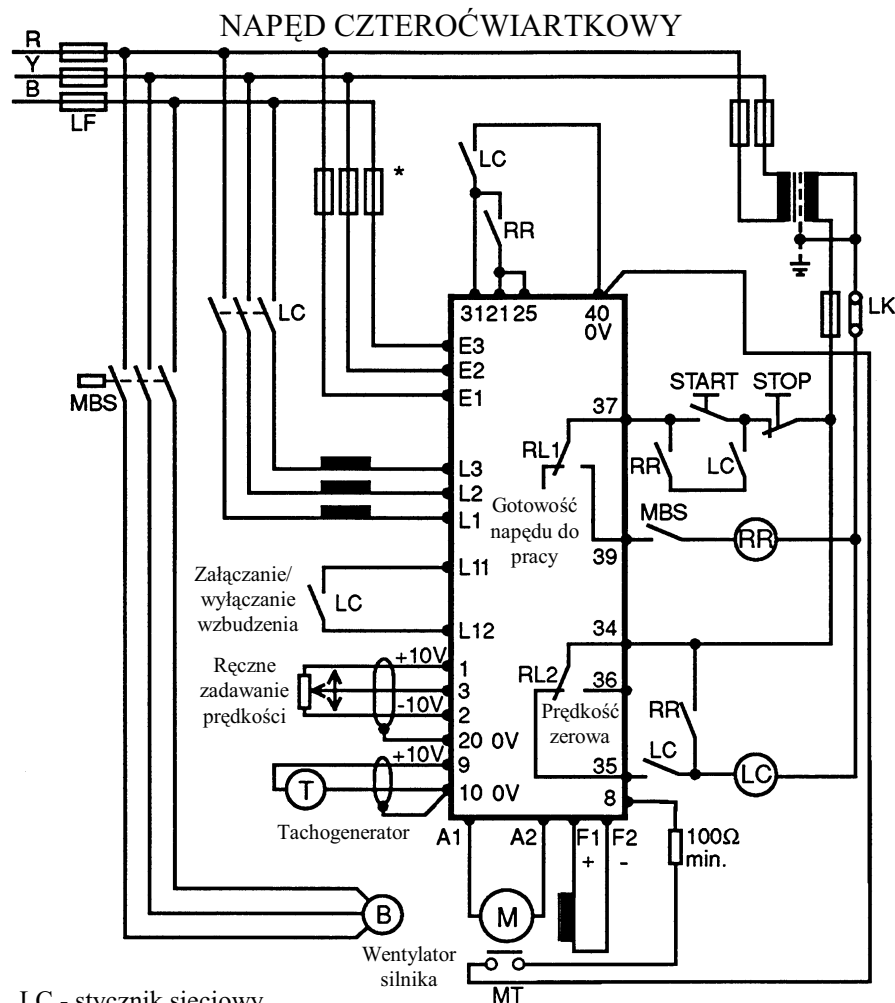 NAPĘD CZTEROĆWIARTKOWY
R
Y
B
LF
*
LC
RR
31 21 25 40
0V
LK
LC
MBS
E3
E2
E1
37
START STOP
RL1
RR LC
L3
L2
L1
Gotowość
napędu do
pracy
MBS
RR
39
Załączanie/
wyłączanie
wzbudzenia
LC
L11
L12
34
RL2
36
Ręczne
zadawanie
prędkości
+10V
1
3
-10V
2
20 0V
Prędkość
zerowa
RR
LC
35
LC
+10V
9
T
10 0V
8
Tachogenerator
A1 A2 F1 F2
+ -
100Ω
min.
B
M
Wentylator
silnika
MT
LC - stycznik sieciowy